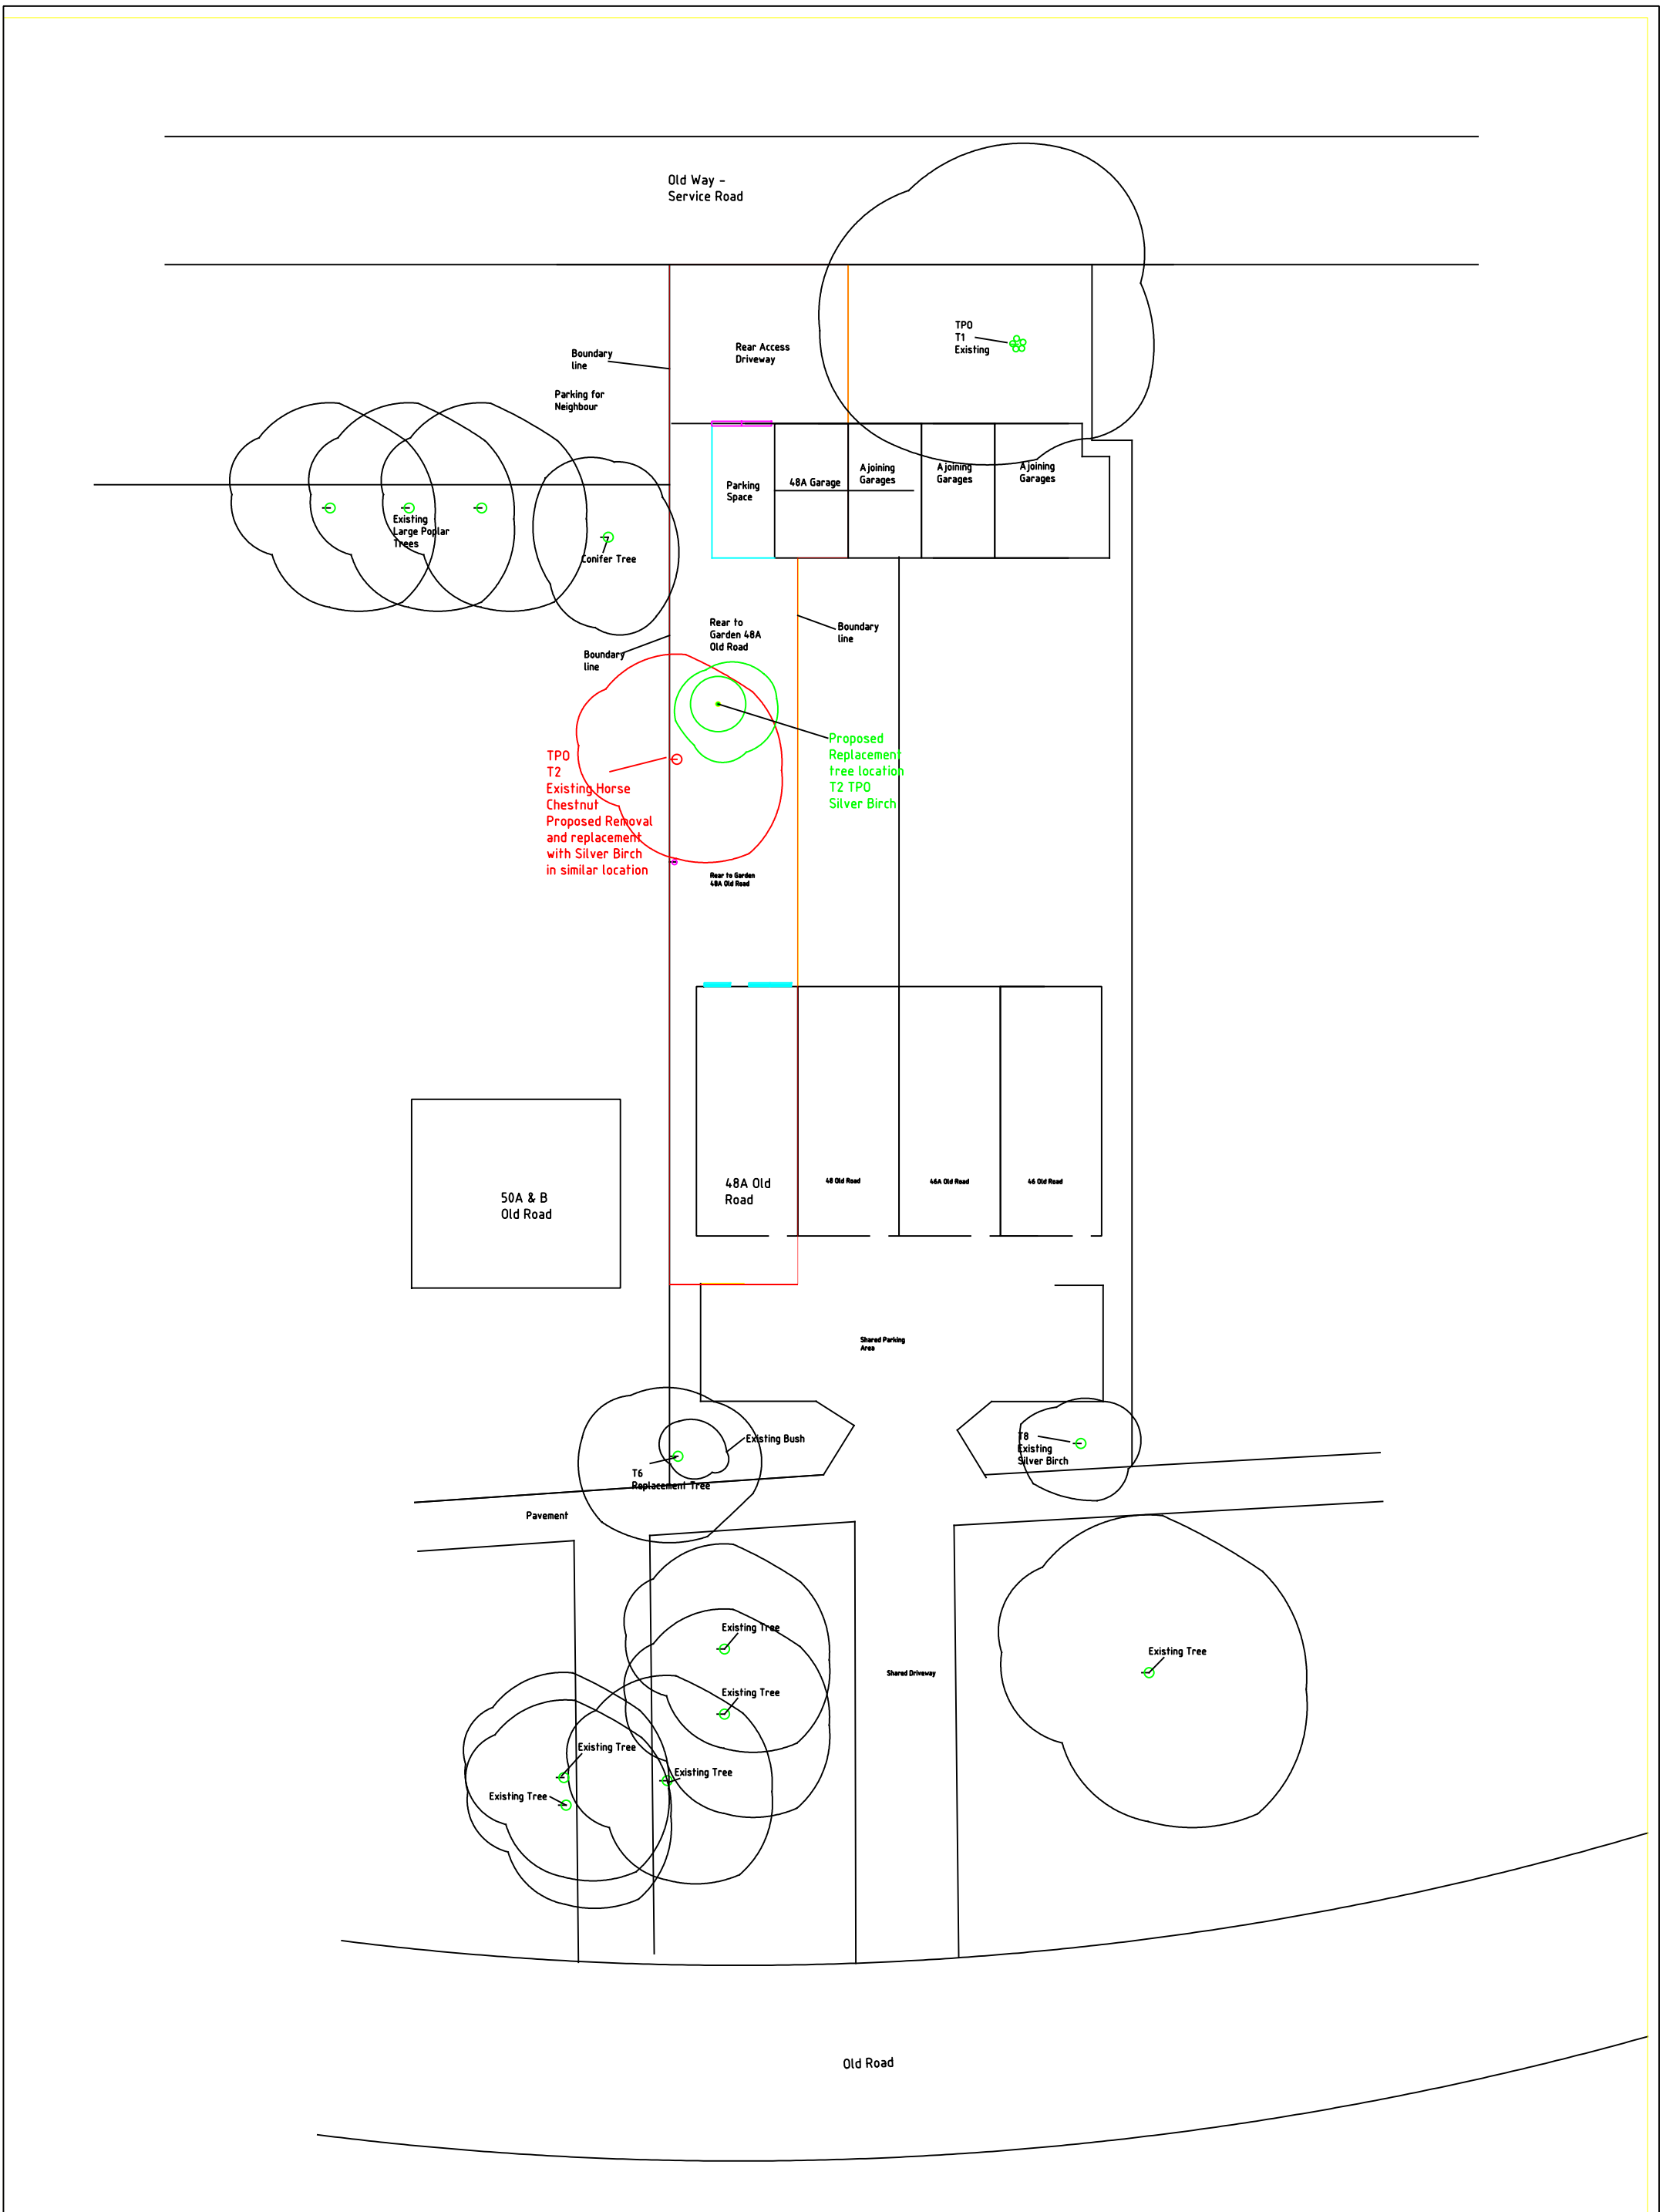 Old Way -
Service Road
TPO
T1
Existing
Rear Access
Driveway
Boundary
line
Parking for
Neighbour
Parking
Space
48A Garage
Ajoining
Garages
Ajoining
Garages
Ajoining
Garages
Existing
Large Poplar
Trees
Conifer Tree
Rear to
Garden 48A
Old Road
Boundary
line
Boundary
line
Proposed
Replacement
tree location
T2 TPO
Silver Birch
TPO
T2
Existing Horse
Chestnut
Proposed Removal
and replacement
with Silver Birch
in similar location
Rear to Garden
48A Old Road
48A Old
Road
48 Old Road
46A Old Road
46 Old Road
50A & B
Old Road
Shared Parking
Area
Existing Bush
T6
Replacement Tree
T8
Existing
Silver Birch
Pavement
Existing Tree
Existing Tree
Shared Driveway
Existing Tree
Existing Tree
Existing Tree
Existing Tree
Old Road